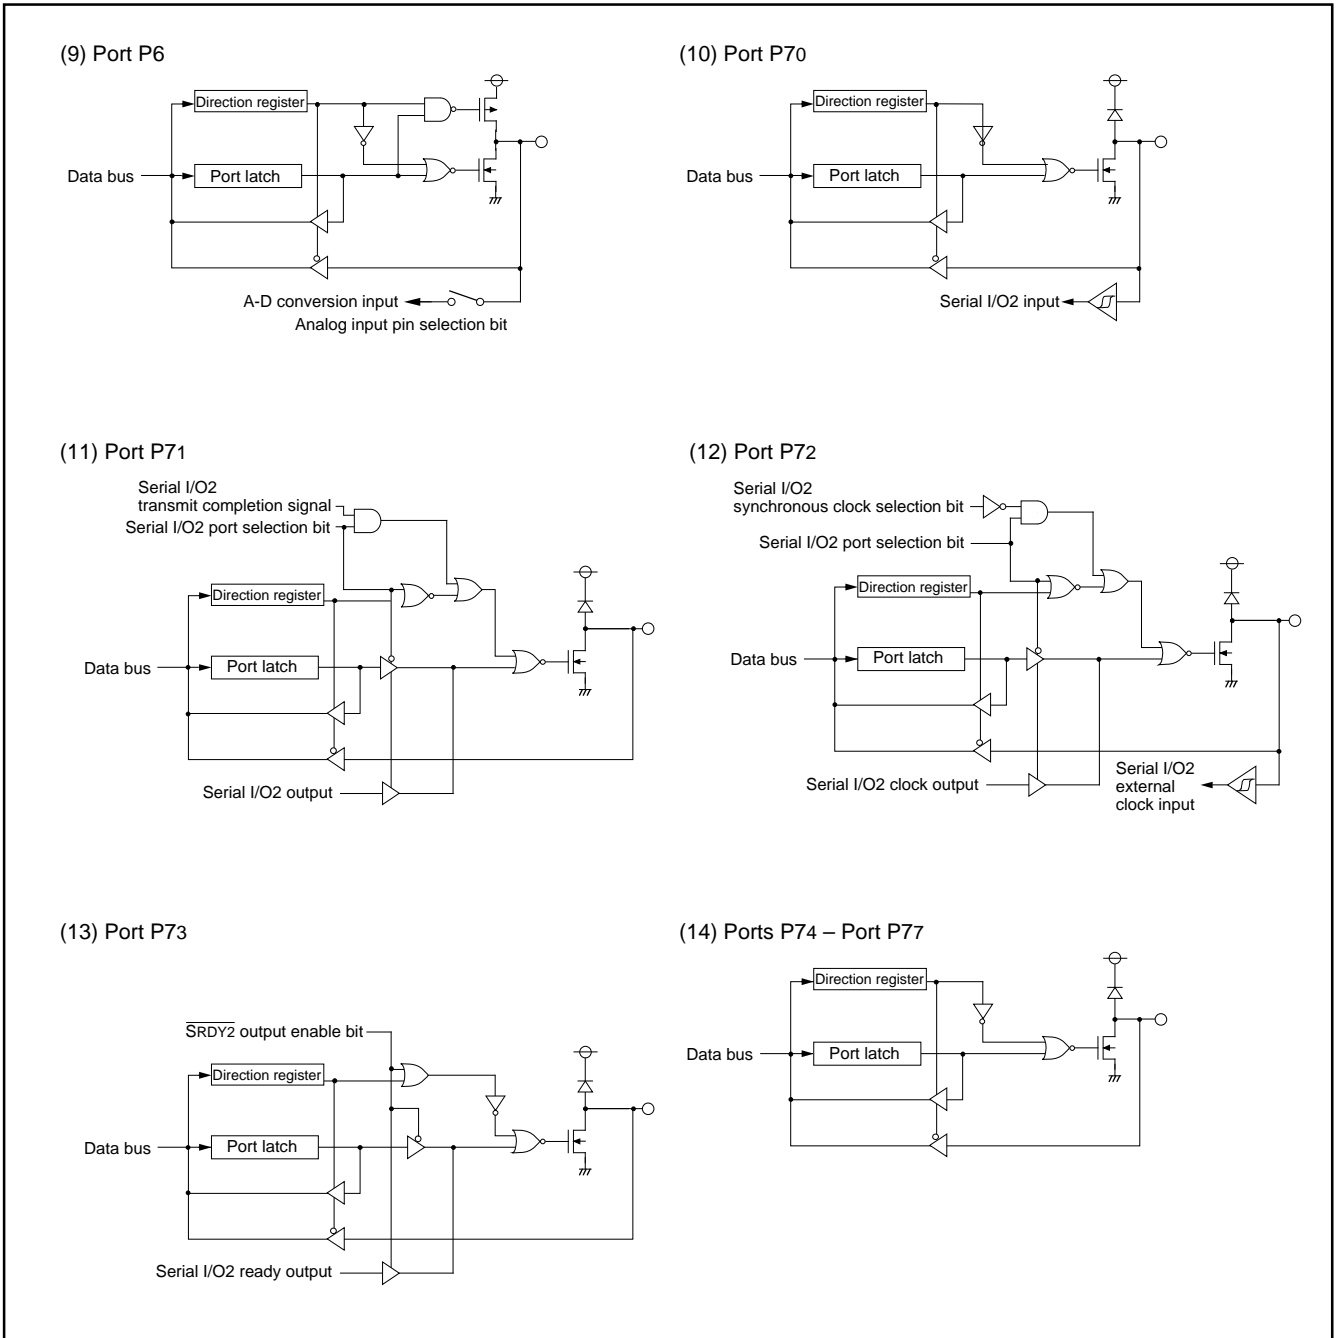 (9) Port P6
Direction register
Data bus
Port latch
A-D conversion input
Analog input pin selection bit
(10) Port P70
Direction register
Data bus
Port latch
Serial I/O2 input
(11) Port P71
Serial I/O2
transmit completion signal
Serial I/O2 port selection bit
Direction register
Data bus
Port latch
Serial I/O2 output
(12) Port P72
Serial I/O2
synchronous clock selection bit
Serial I/O2 port selection bit
Direction register
Data bus
Port latch
Serial I/O2 clock output
Serial I/O2
external
clock input
(13) Port P73
SRDY2 output enable bit
Direction register
Data bus
Port latch
Serial I/O2 ready output
(14) Ports P74 – Port P77
Direction register
Data bus
Port latch